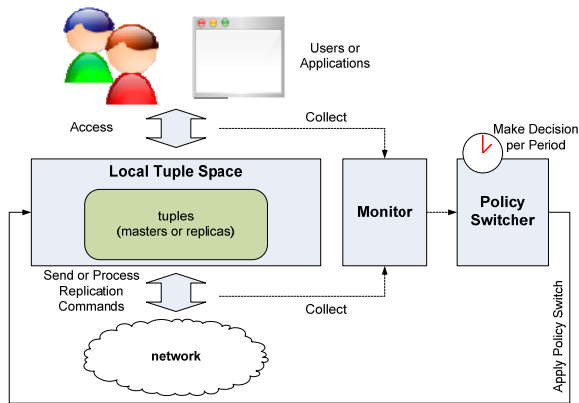 Users or
Applications
Access
Collect
Make Decision
per Period
Local Tuple Space
tuples
(masters or replicas)
Monitor
Policy
Switcher
Send or Process
Replication
Commands
Collect
network
Apply Policy Switch